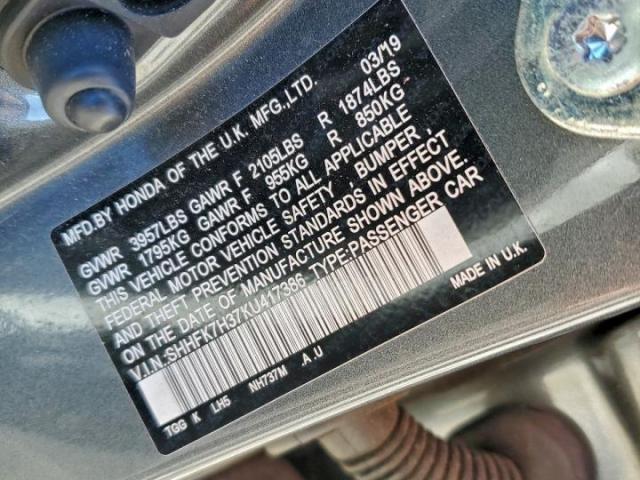 MFD.BY HONDA OF THE U.K. MFG.,LTD. 03/19
GVWR 3957LBS GAWR F 2105LBS R 1874LBS
GVWR 1795KG GAWR F 955KG R 850KG
THIS VEHICLE CONFORMS TO ALL APPLICABLE
FEDERAL MOTOR VEHICLE SAFETY, BUMPER,
AND THEFT PREVENTION STANDARDS IN EFFECT
ON THE DATE OF MANUFACTURE SHOWN ABOVE.
V.I.N.:SHHFK7H37KU417386 TYPE:PASSENGER CAR
TGG K LH5 NH737M .A U MADE IN U.K.